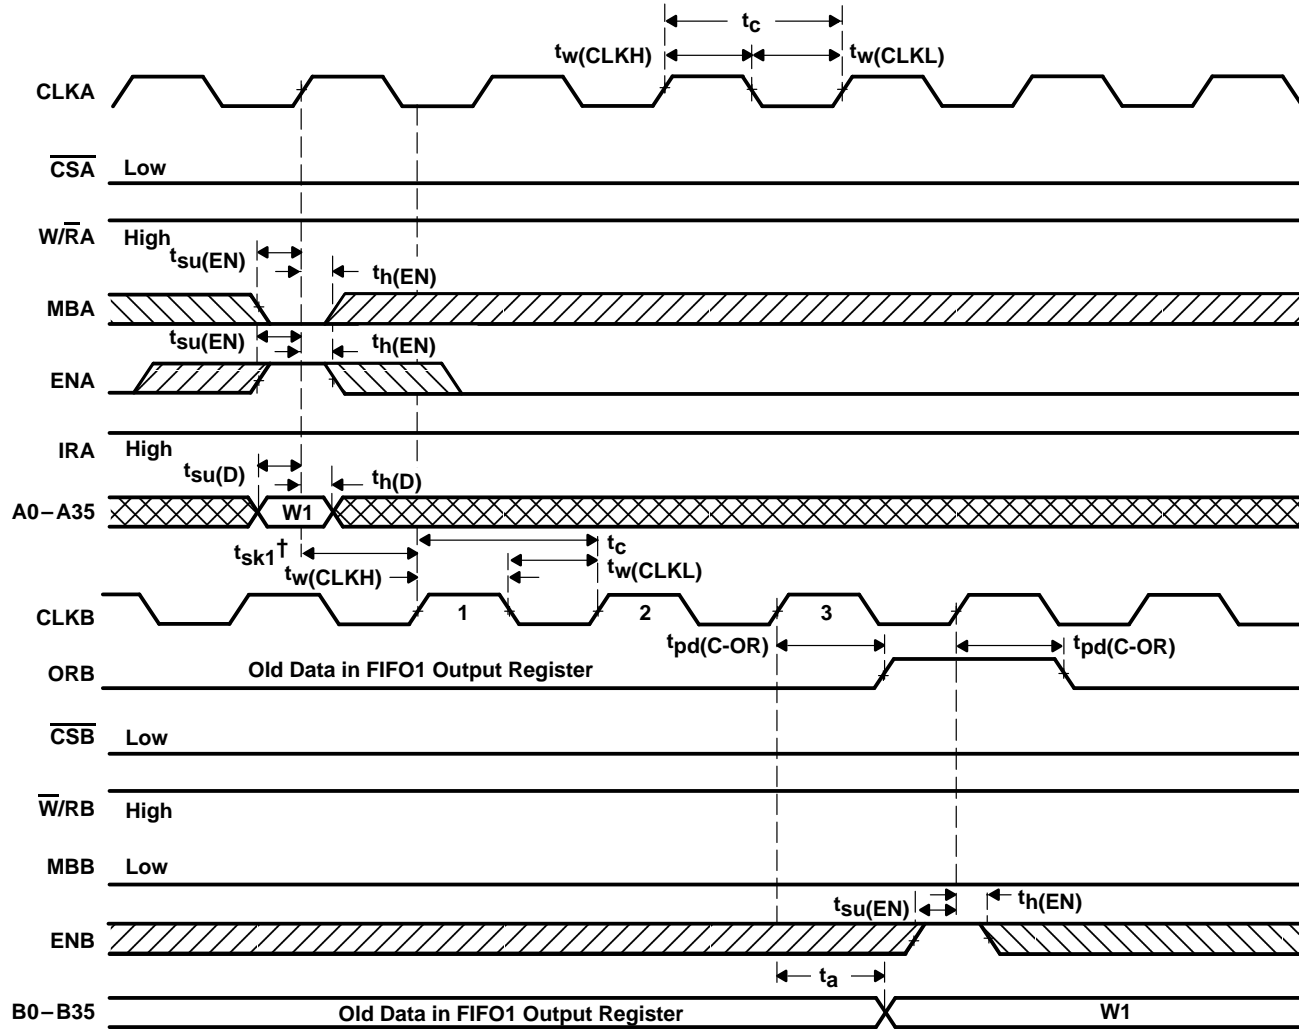 tc
tw(CLKH)
tw(CLKL)
CLKA
CSA
Low
W/RA
High
tsu(EN)
th(EN)
MBA
tsu(EN)
th(EN)
ENA
IRA
High
tsu(D)
th(D)
A0–A35
W1
tsk1†
tc
tw(CLKH)
tw(CLKL)
CLKB
1
2
3
tpd(C-OR)
tpd(C-OR)
ORB
Old Data in FIFO1 Output Register
CSB
Low
W/RB
High
MBB
Low
tsu(EN)
th(EN)
ENB
ta
B0–B35
Old Data in FIFO1 Output Register
W1